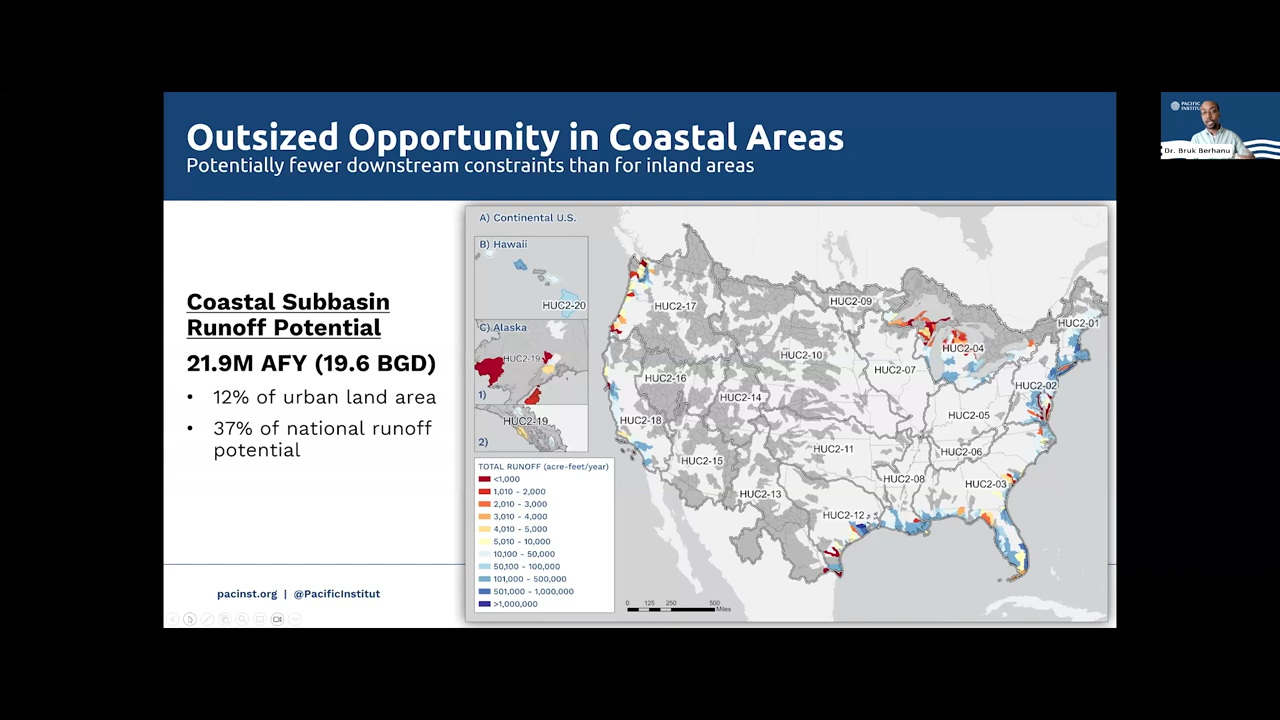 Outsized Opportunity in Coastal Areas
Potentially fewer downstream constraints than for inland areas
PACIFIC
Dr. Bruk Berhanu
Coastal Subbasin
Runoff Potential
21.9M AFY (19.6 BGD)
• 12% of urban land area
• 37% of national runoff
potential
pacinst.org | @PacificInstitut
A) Continental U.S.
B) Hawaii
HUC2-20
C) Alaska
HUC2-19
1)
HUC2-19
2)
TOTAL RUNOFF (acre-feet/year)
<1,000
1,010 - 2,000
2,010 - 3,000
3,010 - 4,000
4,010 - 5,000
5,010 - 10,000
10,100 - 50,000
50,100 - 100,000
101,000 - 500,000
501,000 - 1,000,000
>1,000,000
HUC2-17
HUC2-09
HUC2-01
HUC2-04
HUC2-10
HUC2-07
HUC2-16
HUC2-02
HUC2-14
HUC2-05
HUC2-18
HUC2-11
HUC2-06
HUC2-15
HUC2-08
HUC2-03
HUC2-13
HUC2-12
0 125 250 500
Miles